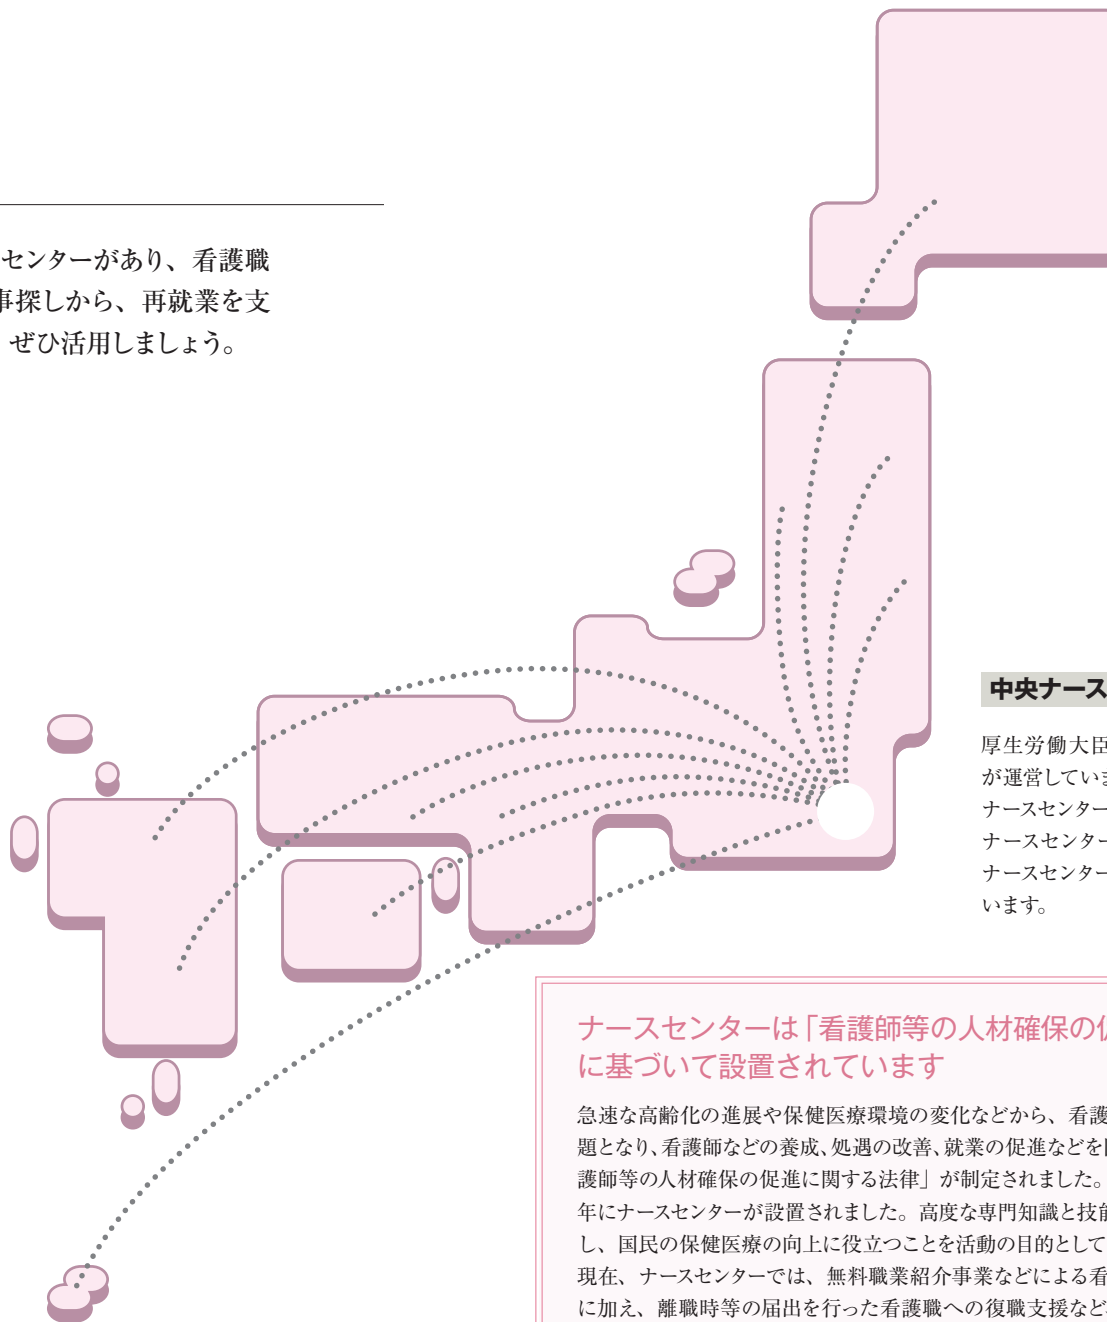 センターがあり、看護職
事探しから、再就業を支
ぜひ活用しましょう。
中央ナース
厚生労働大臣
が運営していま
ナースセンター
ナースセンター
ナースセンター
います。
ナースセンターは「看護師等の人材確保の促
に基づいて設置されています
急速な高齢化の進展や保健医療環境の変化などから、看護
題となり、看護師などの養成、処遇の改善、就業の促進などを
護師等の人材確保の促進に関する法律」が制定されました。
年にナースセンターが設置されました。高度な専門知識と技能
し、国民の保健医療の向上に役立つことを活動の目的として
現在、ナースセンターでは、無料職業紹介事業などによる看
に加え、離職時等の届出を行った看護職への復職支援など